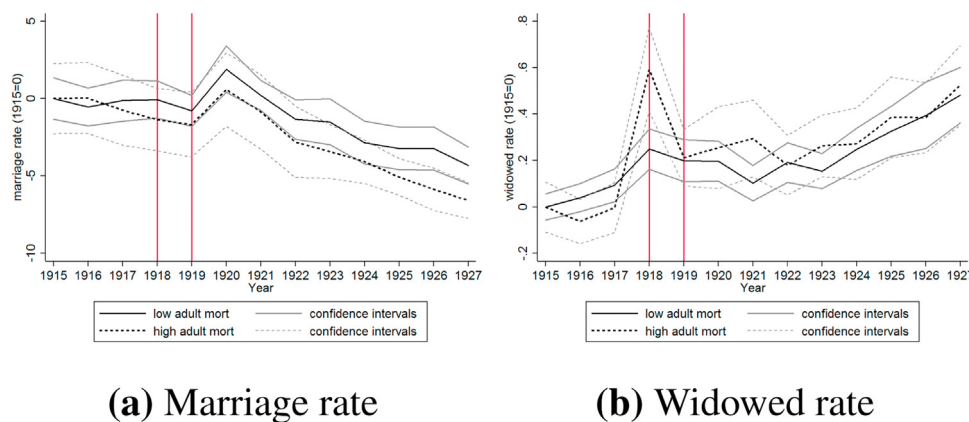 marriage rate (1915=0)
5
0
-5
-10
1915 1916 1917 1918 1919 1920 1921 1922 1923 1924 1925 1926 1927
Year
low adult mort confidence intervals
high adult mort confidence intervals
(a) Marriage rate
widowed rate (1915=0)
.8
.6
.4
.2
0
-.2
1915 1916 1917 1918 1919 1920 1921 1922 1923 1924 1925 1926 1927
Year
low adult mort confidence intervals
high adult mort confidence intervals
(b) Widowed rate